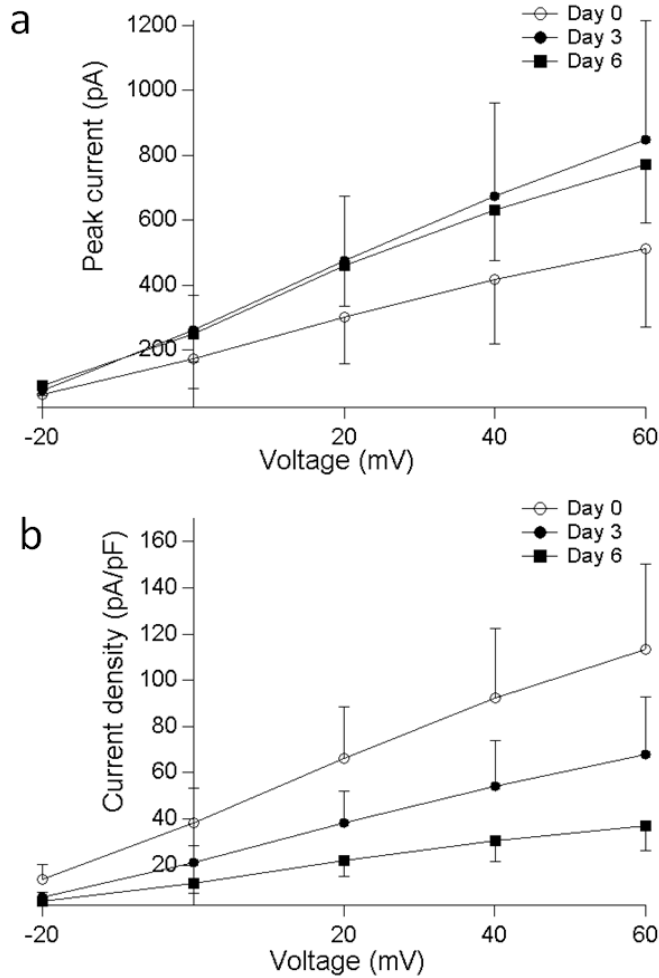 a
Peak current (pA)
1200
1000
800
600
400
200
Day 0
Day 3
Day 6
-20
20
40
60
Voltage (mV)
b
Current density (pA/pF)
160
140
120
100
80
60
40
20
Day 0
Day 3
Day 6
-20
20
40
60
Voltage (mV)